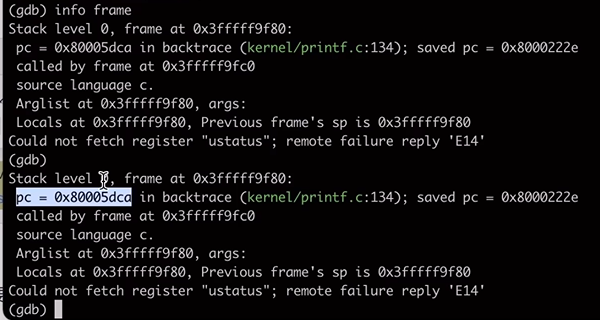 (gdb) info frame
Stack level 0, frame at 0x3fffff9f80:
 pc = 0x80005dca in backtrace (kernel/printf.c:134); saved pc = 0x8000222e
 called by frame at 0x3fffff9fc0
 source language c.
 Arglist at 0x3fffff9f80, args:
 Locals at 0x3fffff9f80, Previous frame's sp is 0x3fffff9f80
Could not fetch register "ustatus"; remote failure reply 'E14'
(gdb)
Stack level 0, frame at 0x3fffff9f80:
 pc = 0x80005dca in backtrace (kernel/printf.c:134); saved pc = 0x8000222e
 called by frame at 0x3fffff9fc0
 source language c.
 Arglist at 0x3fffff9f80, args:
 Locals at 0x3fffff9f80, Previous frame's sp is 0x3fffff9f80
Could not fetch register "ustatus"; remote failure reply 'E14'
(gdb)